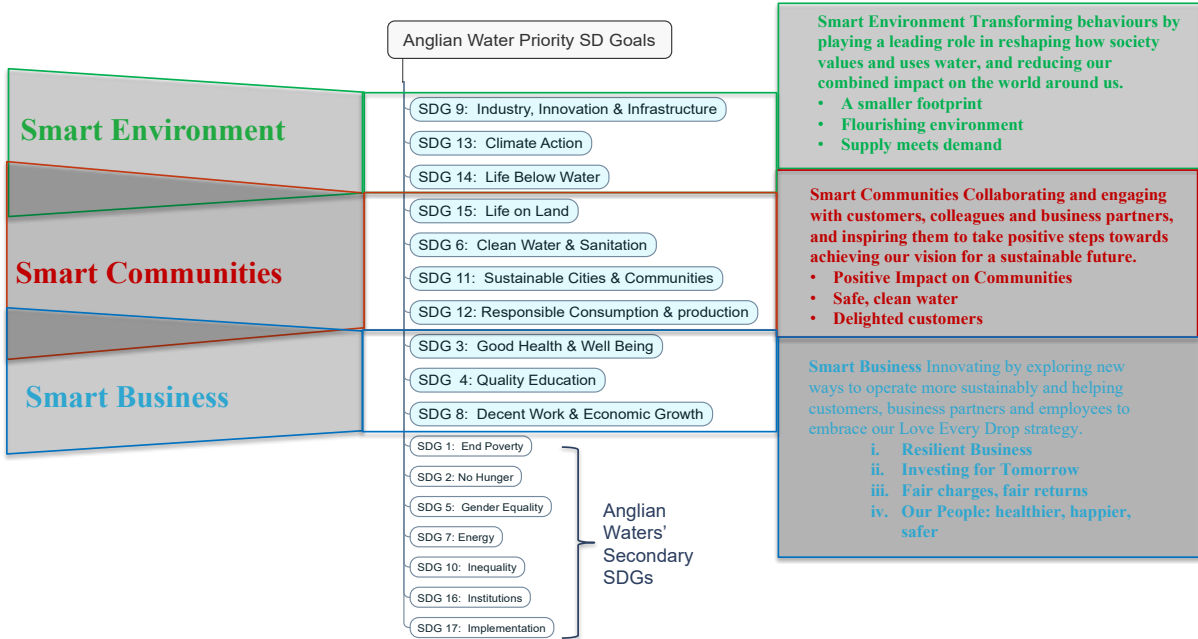 Anglian Water Priority SD Goals
Smart Environment
Smart Communities
Smart Business
SDG 9: Industry, Innovation & Infrastructure
SDG 13: Climate Action
SDG 14: Life Below Water
SDG 15: Life on Land
SDG 6: Clean Water & Sanitation
SDG 11: Sustainable Cities & Communities
SDG 12: Responsible Consumption & production
SDG 3: Good Health & Well Being
SDG 4: Quality Education
SDG 8: Decent Work & Economic Growth
SDG 1: End Poverty
SDG 2: No Hunger
SDG 5: Gender Equality
SDG 7: Energy
SDG 10: Inequality
SDG 16: Institutions
SDG 17: Implementation
Anglian
Waters’
Secondary
SDGs
Smart Environment Transforming behaviours by
playing a leading role in reshaping how society
values and uses water, and reducing our
combined impact on the world around us.
• A smaller footprint
• Flourishing environment
• Supply meets demand
Smart Communities Collaborating and engaging
with customers, colleagues and business partners,
and inspiring them to take positive steps towards
achieving our vision for a sustainable future.
• Positive Impact on Communities
• Safe, clean water
• Delighted customers
Smart Business Innovating by exploring new
ways to operate more sustainably and helping
customers, business partners and employees to
embrace our Love Every Drop strategy.
i. Resilient Business
ii. Investing for Tomorrow
iii. Fair charges, fair returns
iv. Our People: healthier, happier,
safer